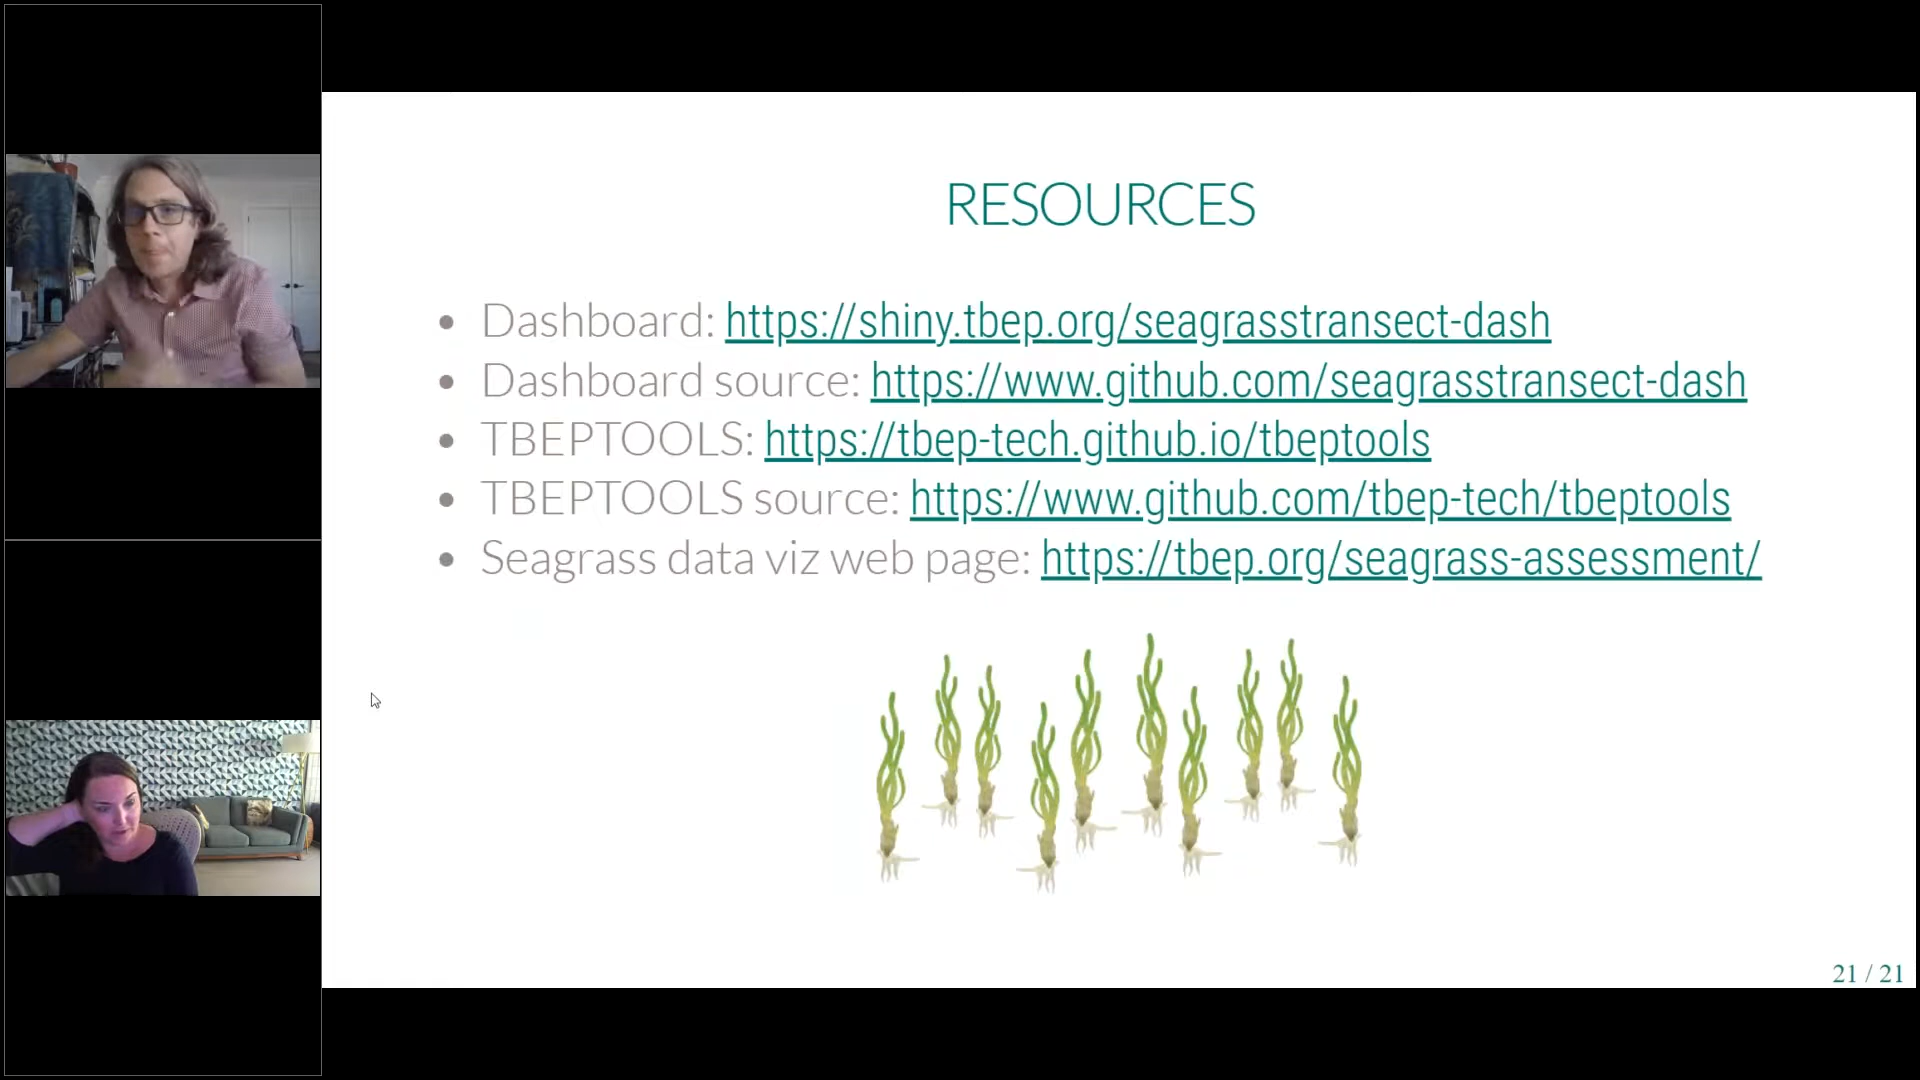 RESOURCES
Dashboard: https://shiny.tbep.org/seagrasstransect-dash
Dashboard source: https://www.github.com/seagrasstransect-dash
TBEPTOOLS: https://tbep-tech.github.io/tbeptools
TBEPTOOLS source: https://www.github.com/tbep-tech/tbeptools
Seagrass data viz web page: https://tbep.org/seagrass-assessment/
21 / 21